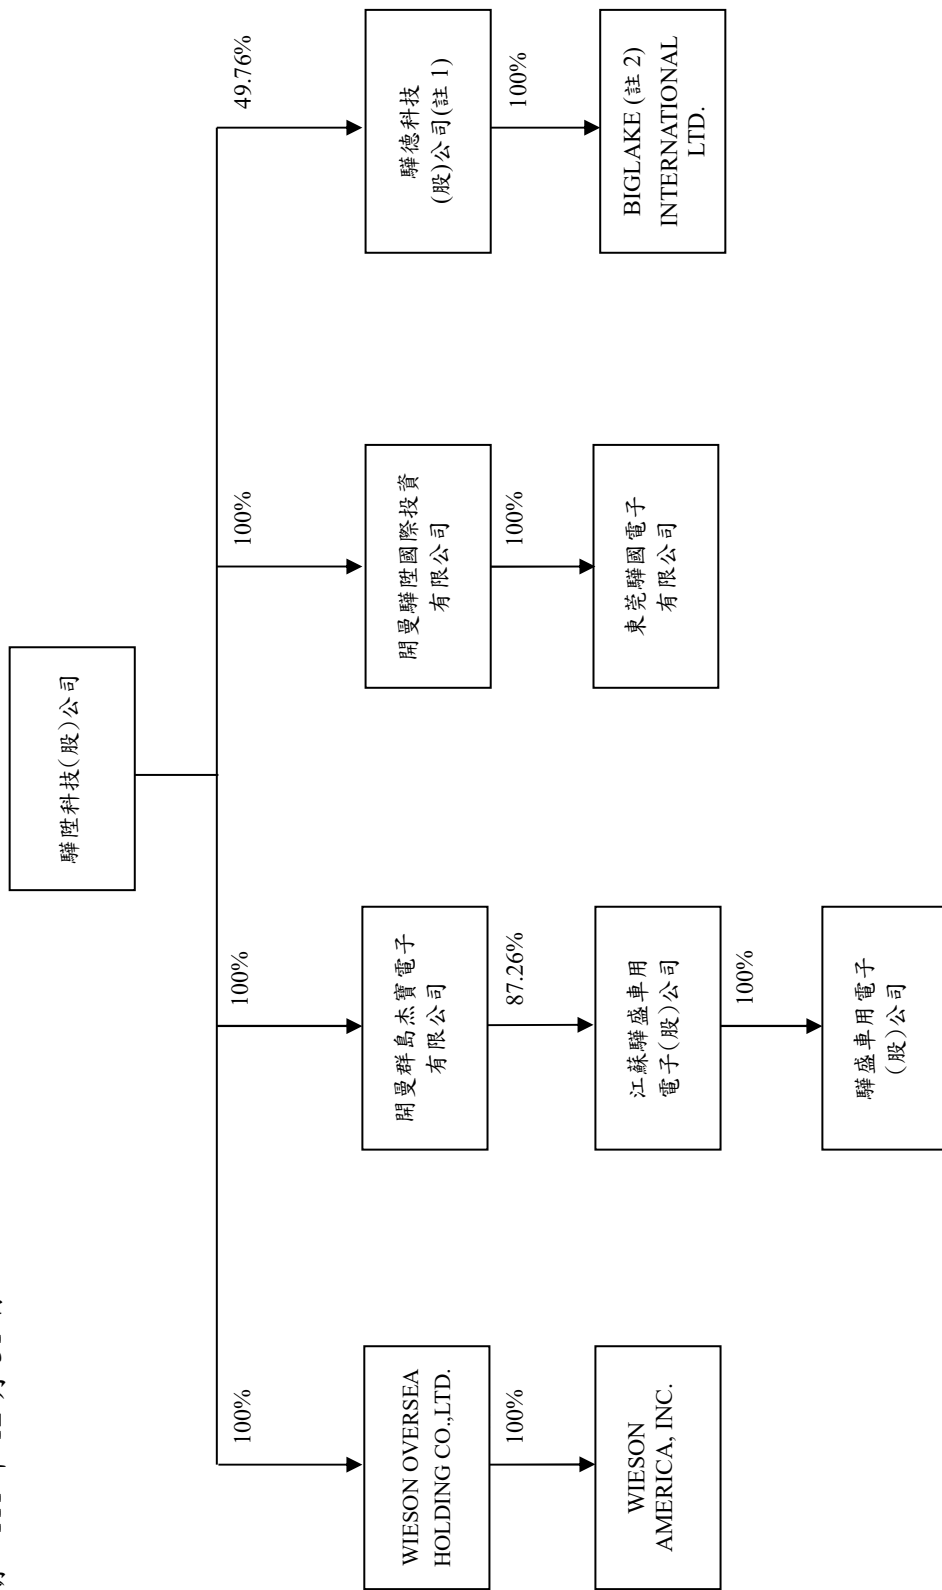 驊陞科技(股)公司
100%
100%
100%
49.76%
WIESON OVERSEA
HOLDING CO.,LTD.
開曼群島杰寶電子
有限公司
開曼驊陞國際投資
有限公司
驊德科技
(股)公司(註 1)
100%
87.26%
100%
100%
WIESON
AMERICA, INC.
江蘇驊盛車用
電子(股)公司
東莞驊國電子
有限公司
BIGLAKE (註 2)
INTERNATIONAL
LTD.
100%
驊盛車用電子
(股)公司